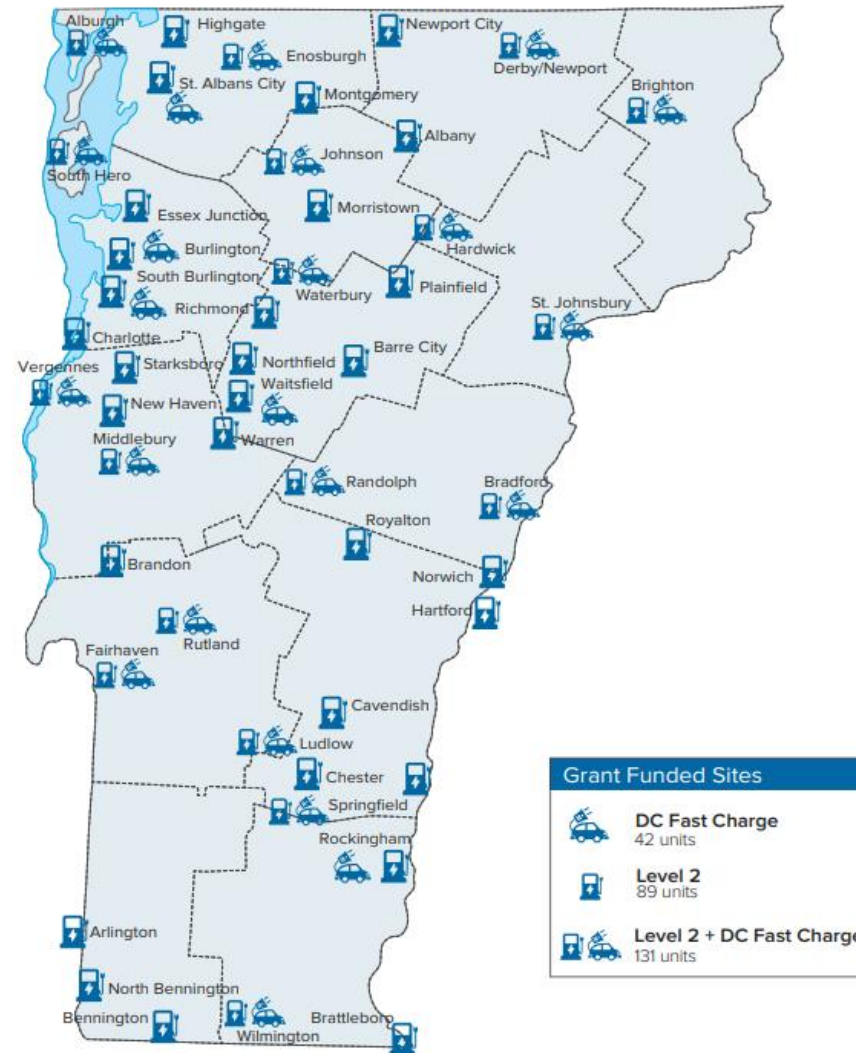 Alburgh
Highgate
Newport City
Enosburgh
Derby/Newport
St. Albans City
Brighton
Montgomery
Albany
Johnson
South Hero
Essex Junction
Morristown
Hardwick
Burlington
South Burlington
Waterbury
Plainfield
Richmond
St. Johnsbury
Charlotte
Vergennes
Starksboro
Northfield
Barre City
Waitsfield
New Haven
Middlebury
Warren
Randolph
Bradford
Royalton
Brandon
Norwich
Hartford
Rutland
Fairhaven
Cavendish
Ludlow
Chester
Springfield
Rockingham
Arlington
North Bennington
Bennington
Wilmington
Brattleboro
Grant Funded Sites
DC Fast Charge
42 units
Level 2
89 units
Level 2 + DC Fast Charge
131 units